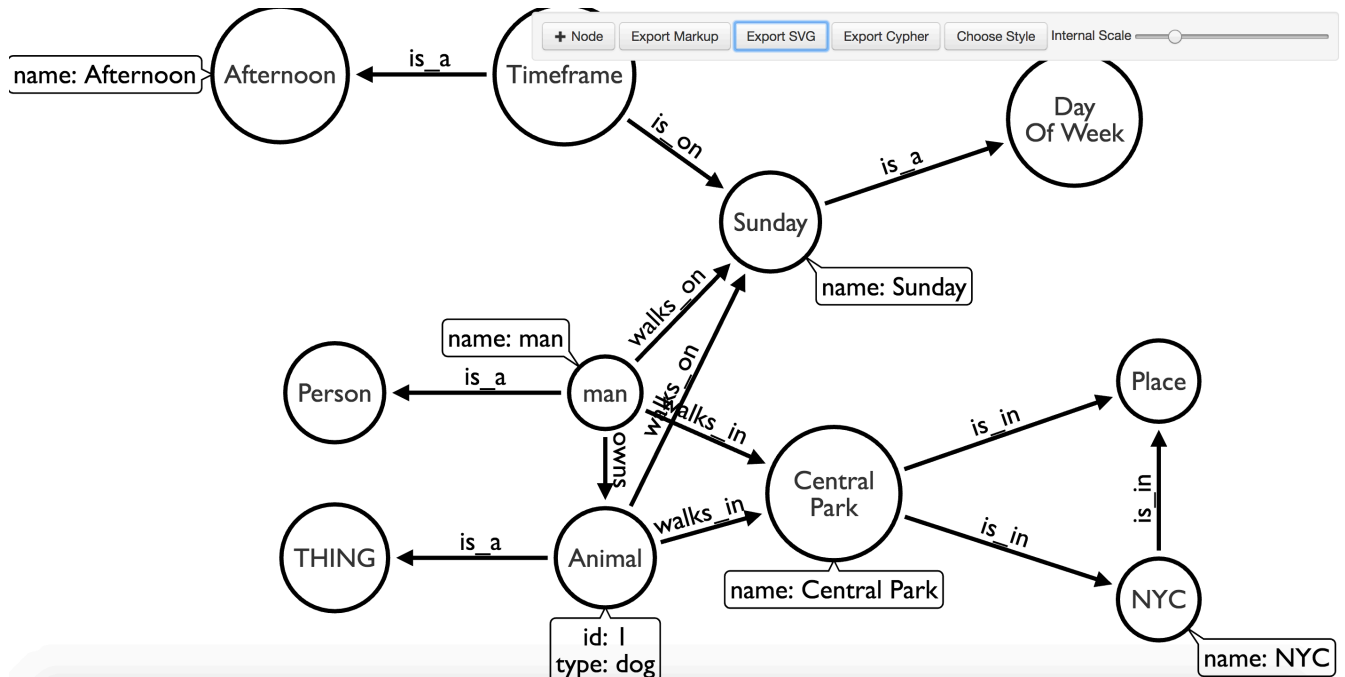 + Node
Export Markup
Export SVG
Export Cypher
Choose Style
Internal Scale
name: Afternoon
Afternoon
is_a
Timeframe
is_on
Day
Of Week
is_a
Sunday
name: Sunday
walks_on
name: man
Person
is_a
man
walks_on
walks_in
owns
Place
is_in
Central
Park
is_in
is_in
walks_in
THING
is_a
Animal
name: Central Park
NYC
id: 1
type: dog
name: NYC